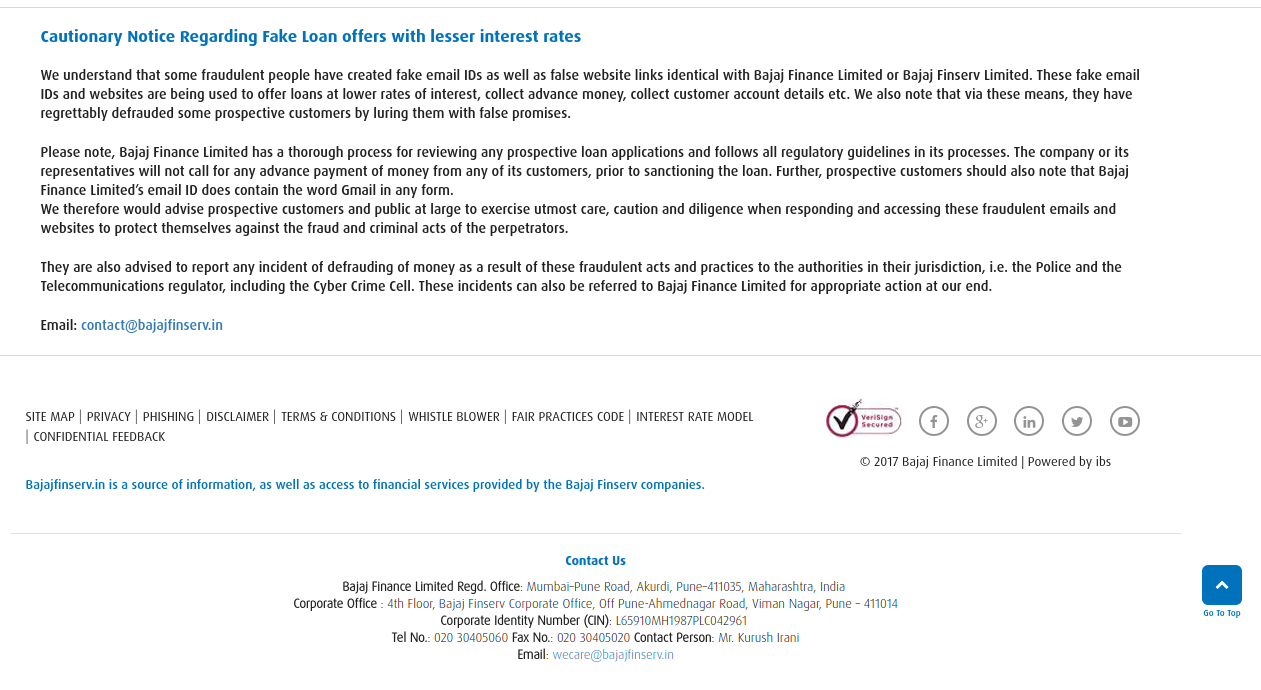 Cautionary Notice Regarding Fake Loan offers with lesser interest rates
We understand that some fraudulent people have created fake email IDs as well as false website links identical with Bajaj Finance Limited or Bajaj Finserv Limited. These fake email
IDs and websites are being used to offer loans at lower rates of interest, collect advance money, collect customer account details etc. We also note that via these means, they have
regrettably defrauded some prospective customers by luring them with false promises.
Please note, Bajaj Finance Limited has a thorough process for reviewing any prospective loan applications and follows all regulatory guidelines in its processes. The company or its
representatives will not call for any advance payment of money from any of its customers, prior to sanctioning the loan. Further, prospective customers should also note that Bajaj
Finance Limited's email ID does contain the word Gmail in any form.
We therefore would advise prospective customers and public at large to exercise utmost care, caution and diligence when responding and accessing these fraudulent emails and
websites to protect themselves against the fraud and criminal acts of the perpetrators.
They are also advised to report any incident of defrauding of money as a result of these fraudulent acts and practices to the authorities in their jurisdiction, i.e. the Police and the
Telecommunications regulator, including the Cyber Crime Cell. These incidents can also be referred to Bajaj Finance Limited for appropriate action at our end.
Email: contact@bajajfinserv.in
SITE MAP | PRIVACY | PHISHING | DISCLAIMER | TERMS & CONDITIONS | WHISTLE BLOWER | FAIR PRACTICES CODE | INTEREST RATE MODEL
| CONFIDENTIAL FEEDBACK
VeriSign
Secured
© 2017 Bajaj Finance Limited | Powered by ibs
Bajajfinserv.in is a source of information, as well as access to financial services provided by the Bajaj Finserv companies.
Contact Us
Bajaj Finance Limited Regd. Office: Mumbai–Pune Road, Akurdi, Pune–411035, Maharashtra, India
Corporate Office : 4th Floor, Bajaj Finserv Corporate Office, Off Pune-Ahmednagar Road, Viman Nagar, Pune – 411014
Corporate Identity Number (CIN): L65910MH1987PLC042961
Tel No.: 020 30405060 Fax No.: 020 30405020 Contact Person: Mr. Kurush Irani
Email: wecare@bajajfinserv.in
Go To Top